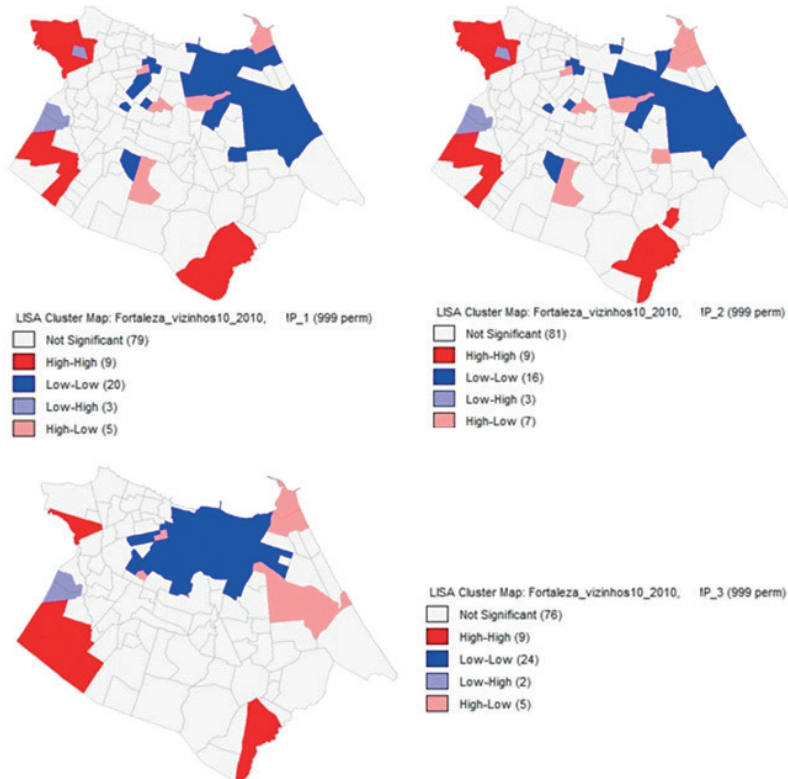 LISA Cluster Map: Fortaleza_vizinhos10_2010, IP_1 (999 perm)
Not Significant (79)
High-High (9)
Low-Low (20)
Low-High (3)
High-Low (5)
LISA Cluster Map: Fortaleza_vizinhos10_2010, IP_2 (999 perm)
Not Significant (81)
High-High (9)
Low-Low (16)
Low-High (3)
High-Low (7)
LISA Cluster Map: Fortaleza_vizinhos10_2010, IP_3 (999 perm)
Not Significant (76)
High-High (9)
Low-Low (24)
Low-High (2)
High-Low (5)